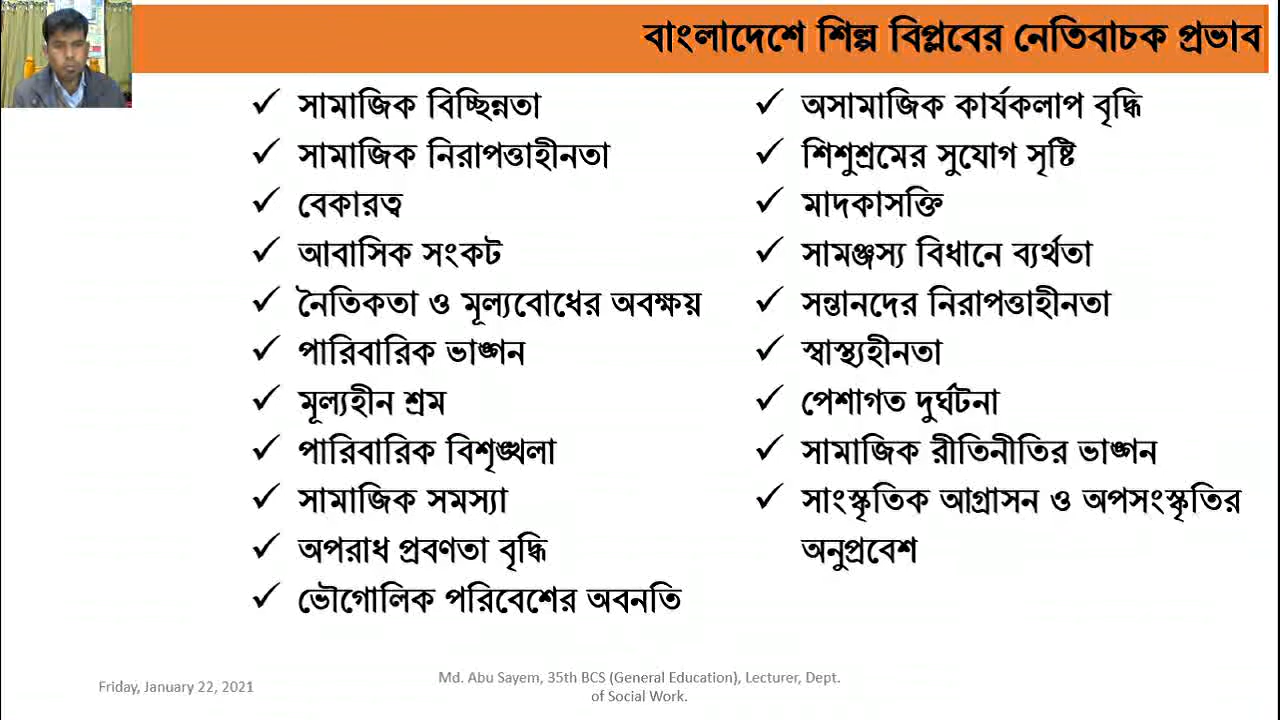 বাংলাদেশে শিল্প বিপ্লবের নেতিবাচক প্রভাব
✓ সামাজিক বিচ্ছিন্নতা
✓ সামাজিক নিরাপত্তাহীনতা
✓ বেকারত্ব
✓ আবাসিক সংকট
✓ নৈতিকতা ও মূল্যবোধের অবক্ষয়
✓ পারিবারিক ভাঙ্গন
✓ মূল্যহীন শ্রম
✓ পারিবারিক বিশৃঙ্খলা
✓ সামাজিক সমস্যা
✓ অপরাধ প্রবণতা বৃদ্ধি
✓ ভৌগোলিক পরিবেশের অবনতি
✓ অসামাজিক কার্যকলাপ বৃদ্ধি
✓ শিশুশ্রমের সুযোগ সৃষ্টি
✓ মাদকাসক্তি
✓ সামঞ্জস্য বিধানে ব্যর্থতা
✓ সন্তানদের নিরাপত্তাহীনতা
✓ স্বাস্থ্যহীনতা
✓ পেশাগত দুর্ঘটনা
✓ সামাজিক রীতিনীতির ভাঙ্গন
✓ সাংস্কৃতিক আগ্রাসন ও অপসংস্কৃতির
অনুপ্রবেশ
Friday, January 22, 2021
Md. Abu Sayem, 35th BCS (General Education), Lecturer, Dept.
of Social Work.